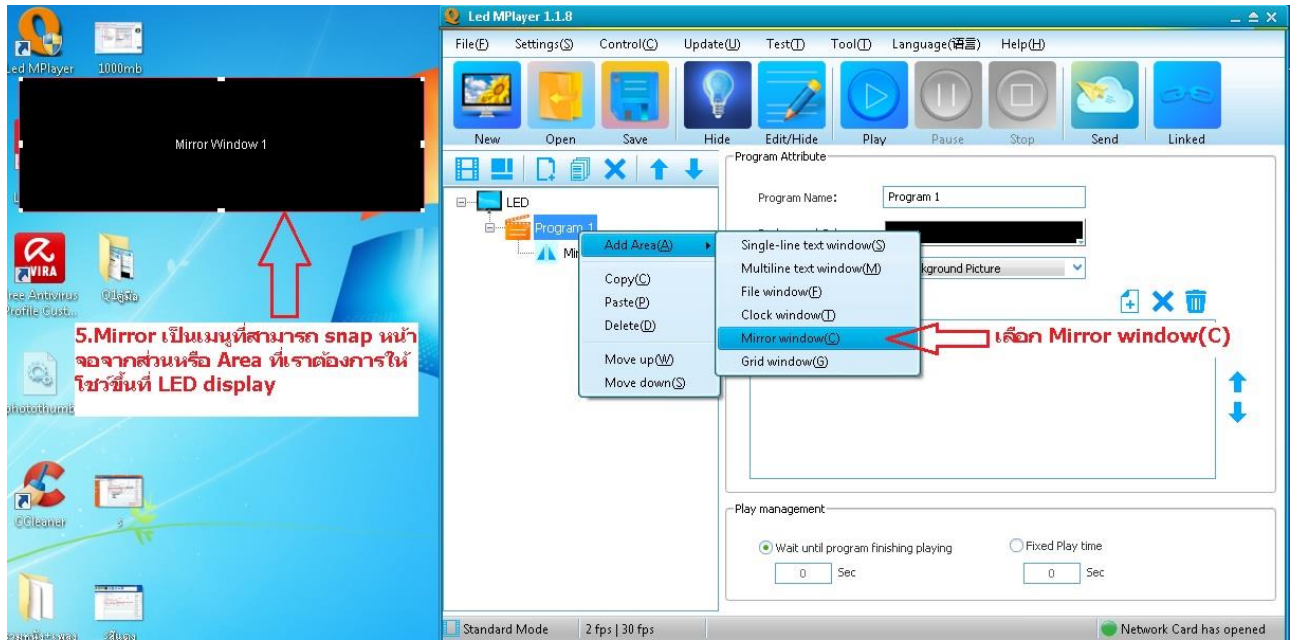 Led MPlayer
1000mb
Mirror Window 1
VIRA
Free Antivirus
Profile Cust...
5.Mirror เป็นเมนูที่สามารถ snap หน้า
จอจากส่วนหรือ Area ที่เราต้องการให้
โชว์ขึ้นที่ LED display
photothumb
CCleaner
s
Led MPlayer 1.1.8
File(F) Settings(S) Control(C) Update(U) Test(T) Tool(T) Language(语言) Help(H)
New Open Save Hide Edit/Hide Play Pause Stop Send Linked
LED
Program 1
Mir
Add Area(A)
Copy(C)
Paste(P)
Delete(D)
Move up(W)
Move down(S)
Single-line text window(S)
Multiline text window(M)
File window(F)
Clock window(T)
Mirror window(C)
Grid window(G)
เลือก Mirror window(C)
Program Attribute
Program Name: Program 1
kground Picture
Play management
Wait until program finishing playing Fixed Play time
0 Sec 0 Sec
Standard Mode 2 fps | 30 fps Network Card has opened